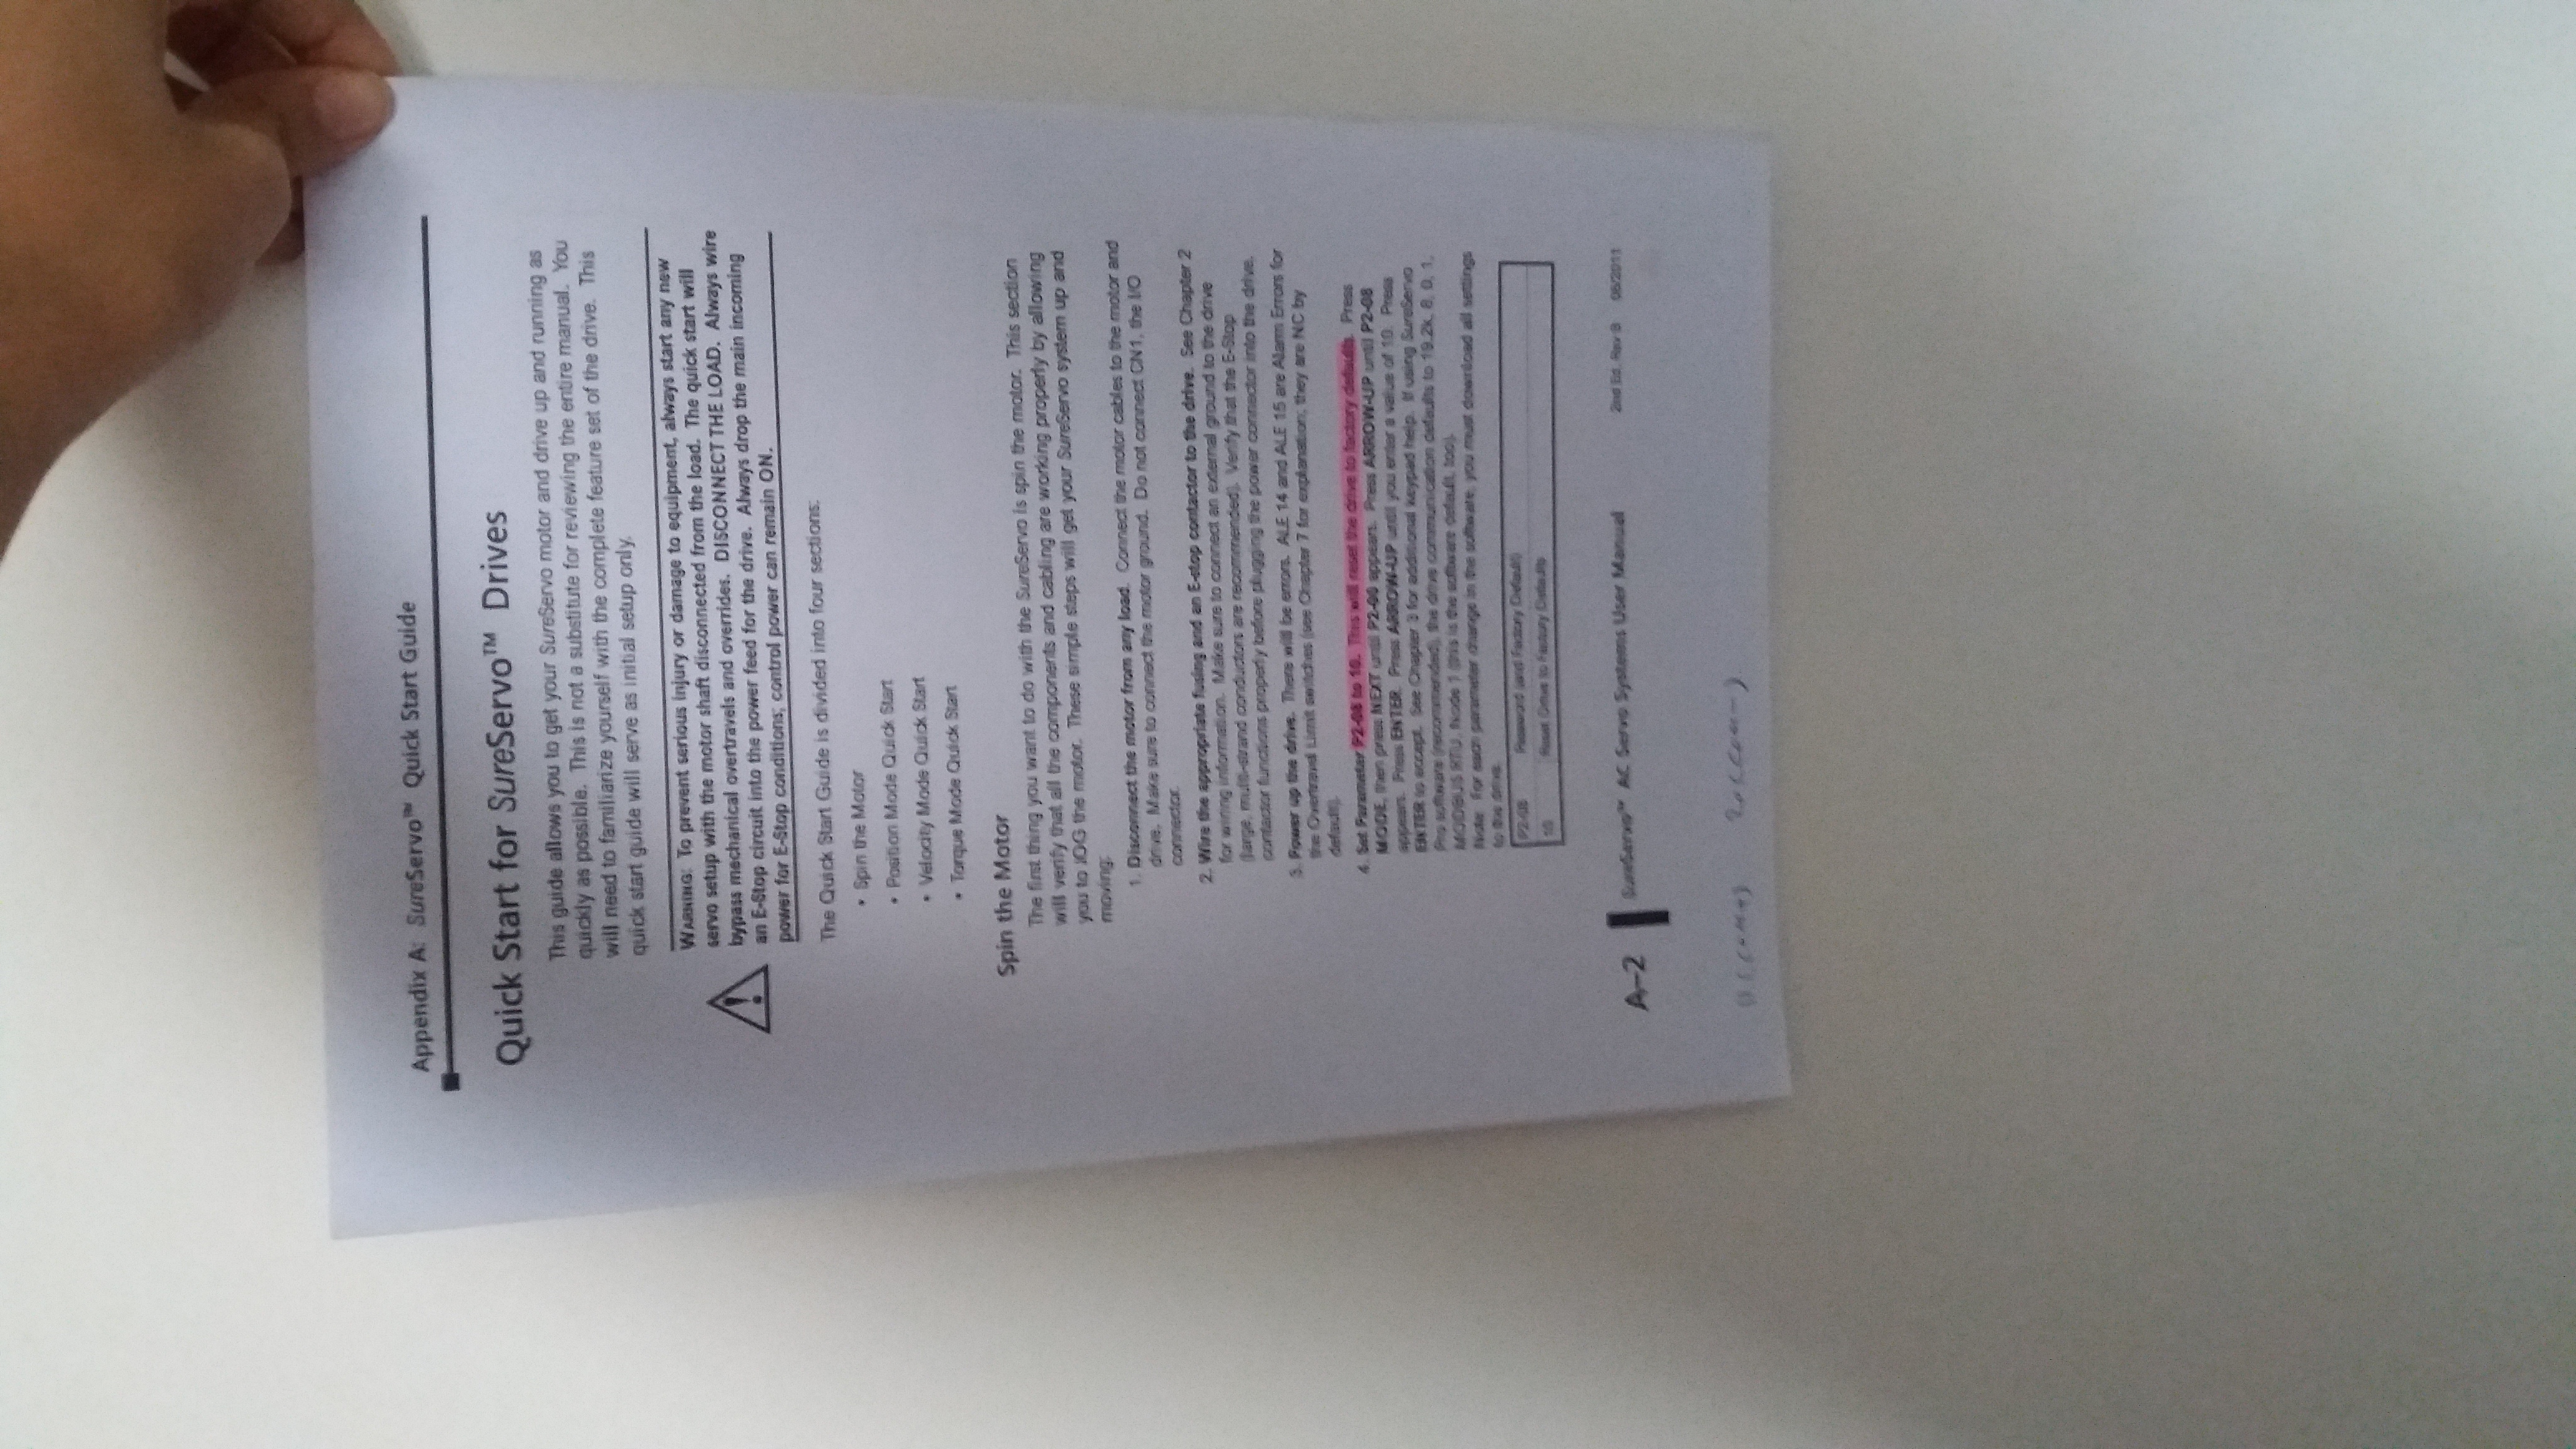 Appendix A: SureServo™ Quick Start Guide
Quick Start for SureServo™ Drives
This guide allows you to get your SureServo motor and drive up and running as
quickly as possible. This is not a substitute for reviewing the entire manual. You
will need to familiarize yourself with the complete feature set of the drive. This
quick start guide will serve as initial setup only.
WARNING: To prevent serious injury or damage to equipment, always start any new
servo setup with the motor shaft disconnected from the load. The quick start will
bypass mechanical overtravels and overrides. DISCONNECT THE LOAD. Always wire
an E-Stop circuit into the power feed for the drive. Always drop the main incoming
power for E-Stop conditions; control power can remain ON.
The Quick Start Guide is divided into four sections:
• Spin the Motor
• Position Mode Quick Start
• Velocity Mode Quick Start
• Torque Mode Quick Start
Spin the Motor
The first thing you want to do with the SureServo is spin the motor. This section
will verify that all the components and cabling are working properly by allowing
you to JOG the motor. These simple steps will get your SureServo system up and
moving:
1. Disconnect the motor from any load. Connect the motor cables to the motor and
drive. Make sure to connect the motor ground. Do not connect CN1, the I/O
connector.
2. Wire the appropriate fusing and an E-stop contactor to the drive. See Chapter 2
for wiring information. Make sure to connect an external ground to the drive
(large, multi-strand conductors are recommended). Verify that the E-Stop
contactor functions properly before plugging the power connector into the drive.
3. Power up the drive. There will be errors. ALE 14 and ALE 15 are Alarm Errors for
the Overtravel Limit switches (see Chapter 7 for explanation; they are NC by
default).
4. Set Parameter P2-08 to 10. This will reset the drive to factory defaults. Press
MODE, then press NEXT until P2-00 appears. Press ARROW-UP until P2-08
appears. Press ENTER. Press ARROW-UP until you enter a value of 10. Press
ENTER to accept. See Chapter 3 for additional keypad help. If using SureServo
Pro software (recommended), the drive communication defaults to 19.2k, 8, 0, 1,
MODBUS RTU, Node 1 (this is the software default, too).
Note: For each parameter change in the software, you must download all settings
to the drive.
P2-08 Password (and Factory Default)
10 Reset Drive to Factory Defaults
A–2 SureServo™ AC Servo Systems User Manual 2nd Ed, Rev B 06/2011